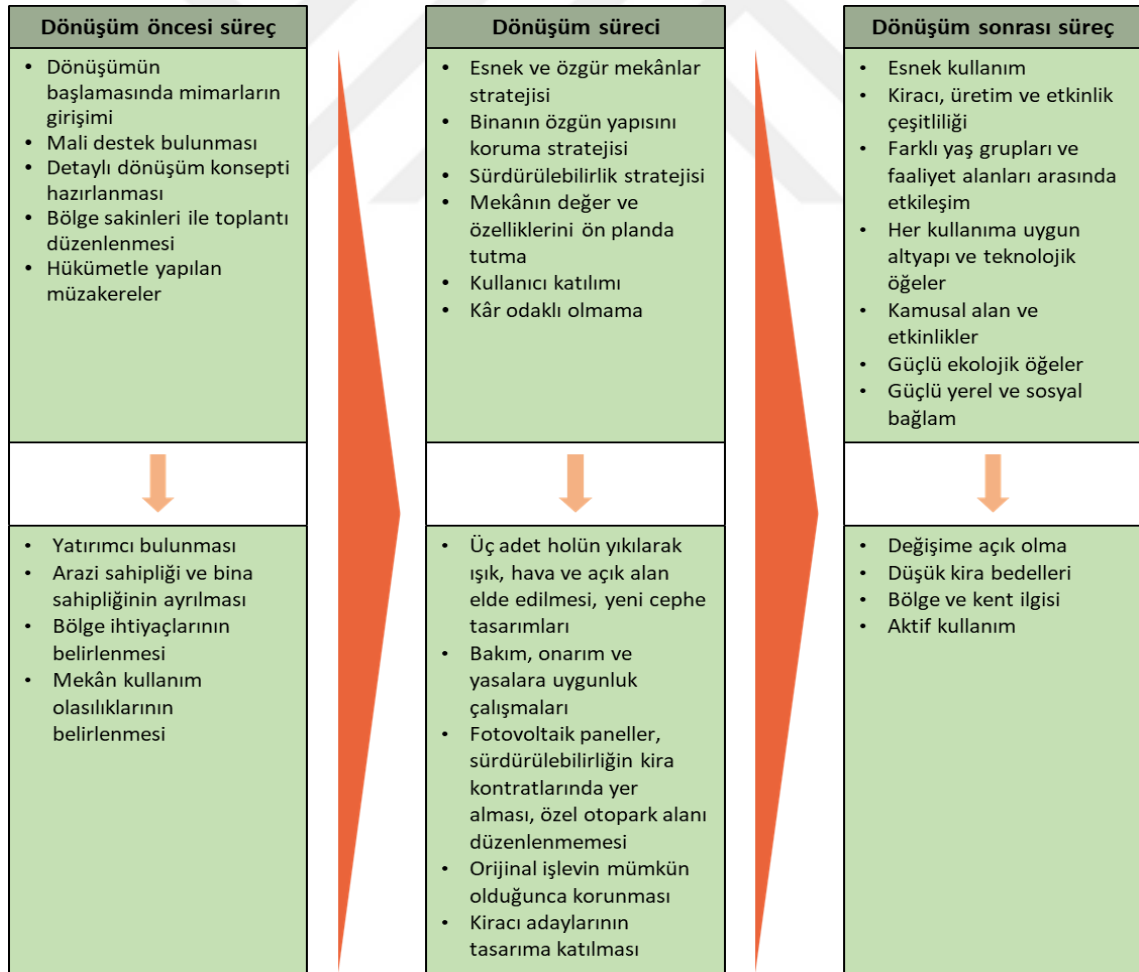 Dönüşüm öncesi süreç
• Dönüşümün
başlamasında mimarların
girişimi
• Mali destek bulunması
• Detaylı dönüşüm konsepti
hazırlanması
• Bölge sakinleri ile toplantı
düzenlenmesi
• Hükümetle yapılan
müzakereler
• Yatırımcı bulunması
• Arazi sahipliği ve bina
sahipliğinin ayrılması
• Bölge ihtiyaçlarının
belirlenmesi
• Mekân kullanım
olasılıklarının
belirlenmesi
Dönüşüm süreci
• Esnek ve özgür mekânlar
stratejisi
• Binanın özgün yapısını
koruma stratejisi
• Sürdürülebilirlik stratejisi
• Mekânın değer ve
özelliklerini ön planda
tutma
• Kullanıcı katılımı
• Kâr odaklı olmama
• Üç adet holün yıkılarak
ışık, hava ve açık alan
elde edilmesi, yeni cephe
tasarımları
• Bakım, onarım ve
yasalara uygunluk
çalışmaları
• Fotovoltaik paneller,
sürdürülebilirliğin kira
kontratlarında yer
alması, özel otopark alanı
düzenlenmemesi
• Orijinal işlevin mümkün
olduğunca korunması
• Kiracı adaylarının
tasarıma katılması
Dönüşüm sonrası süreç
• Esnek kullanım
• Kiracı, üretim ve etkinlik
çeşitliliği
• Farklı yaş grupları ve
faaliyet alanları arasında
etkileşim
• Her kullanıma uygun
altyapı ve teknolojik
öğeler
• Kamusal alan ve
etkinlikler
• Güçlü ekolojik öğeler
• Güçlü yerel ve sosyal
bağlam
• Değişime açık olma
• Düşük kira bedelleri
• Bölge ve kent ilgisi
• Aktif kullanım